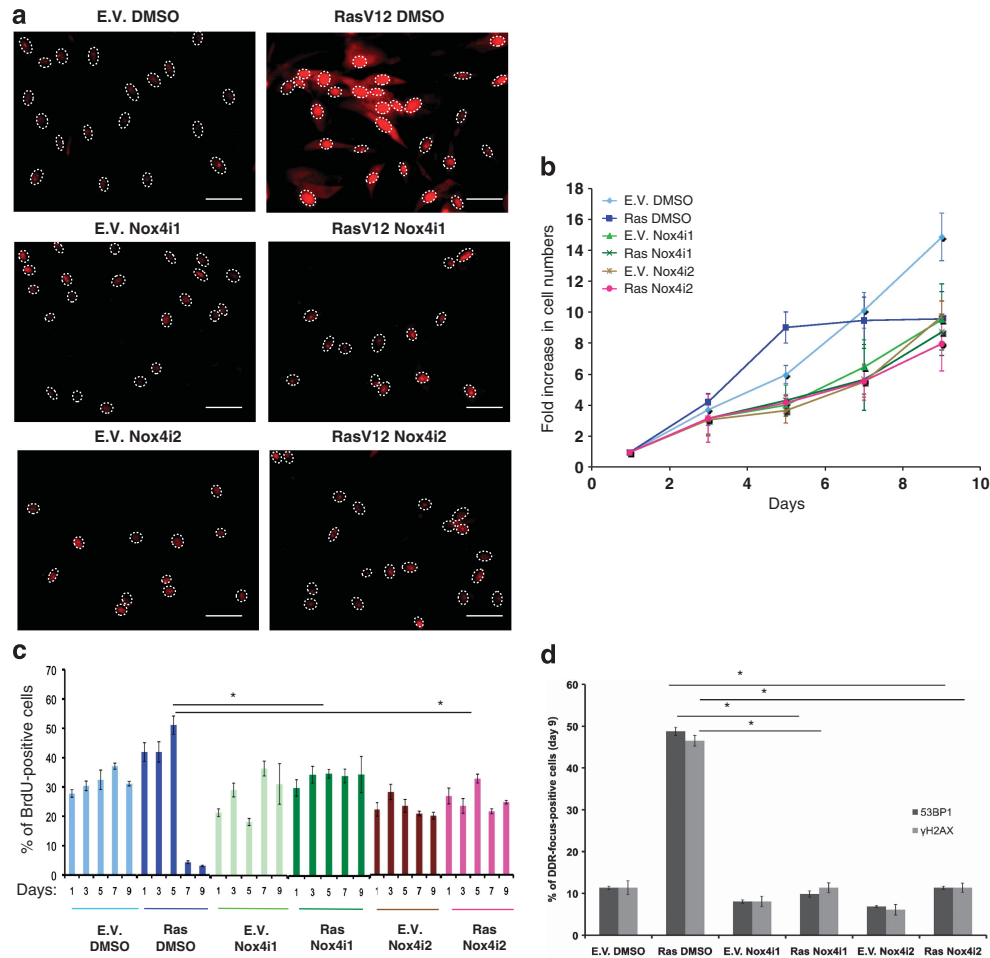 a
E.V. DMSO
RasV12 DMSO
E.V. Nox4i1
RasV12 Nox4i1
E.V. Nox4i2
RasV12 Nox4i2
b
Fold increase in cell numbers
18
16
14
12
10
8
6
4
2
0
E.V. DMSO
Ras DMSO
E.V. Nox4i1
Ras Nox4i1
E.V. Nox4i2
Ras Nox4i2
0 2 4 6 8 10
Days
c
% of BrdU-positive cells
70
60
50
40
30
20
10
0
* *
Days: 1 3 5 7 9 1 3 5 7 9 1 3 5 7 9 1 3 5 7 9 1 3 5 7 9 1 3 5 7 9
E.V. DMSO
Ras DMSO
E.V. Nox4i1
Ras Nox4i1
E.V. Nox4i2
Ras Nox4i2
d
% of DDR-focus-positive cells (day 9)
60
50
40
30
20
10
0
*
*
*
*
53BP1
γH2AX
E.V. DMSO Ras DMSO E.V. Nox4i1 Ras Nox4i1 E.V. Nox4i2 Ras Nox4i2